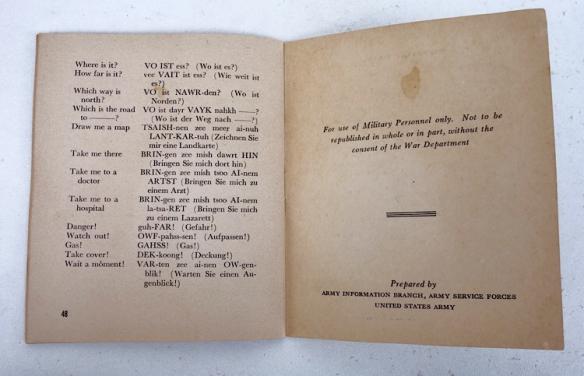 Where is it? VO IST ess? (Wo ist es?)
How far is it? vee VAIT ist ess? (Wie weit ist
es?)
Which way is VO ist NAWR-den? (Wo ist
north? Norden?)
Which is the road VO ist dayr VAYK nahkh ——?
to ——? (Wo ist der Weg nach ——?)
Draw me a map TSAISH-nen zee meer ai-nuh
LANT-KAR-tuh (Zeichnen Sie
mir eine Landkarte)
Take me there BRIN-gen zee mish dawrt HIN
(Bringen Sie mich dort hin)
Take me to a BRIN-gen zee mish tsoo AI-nem
doctor ARTST (Bringen Sie mich zu
einem Arzt)
Take me to a BRIN-gen zee mish tsoo AI-nem
hospital la-tsa-RET (Bringen Sie mich
zu einem Lazarett)
Danger! guh-FAR! (Gefahr!)
Watch out! OWF-pahss-sen! (Aufpassen!)
Gas! GAHSS! (Gas!)
Take cover! DEK-koong! (Deckung!)
Wait a moment! VAR-ten zee ai-nen OW-gen-
blik! (Warten Sie einen Au-
genblick!)
48
For use of Military Personnel only. Not to be
republished in whole or in part, without the
consent of the War Department
Prepared by
ARMY INFORMATION BRANCH, ARMY SERVICE FORCES
UNITED STATES ARMY